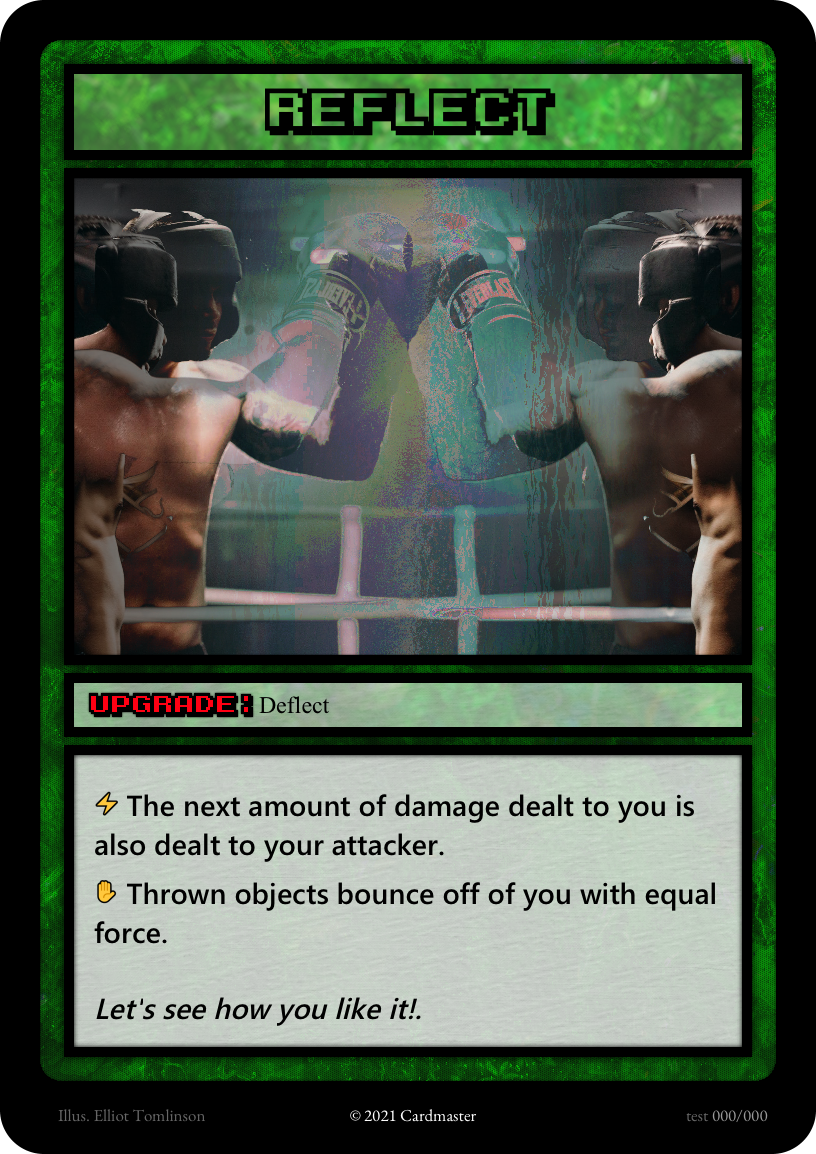 REFLECT
EVERLAST
UPGRADE: Deflect
⚡ The next amount of damage dealt to you is
also dealt to your attacker.
✋ Thrown objects bounce off of you with equal
force.
Let's see how you like it!.
Illus. Elliot Tomlinson
© 2021 Cardmaster
test 000/000